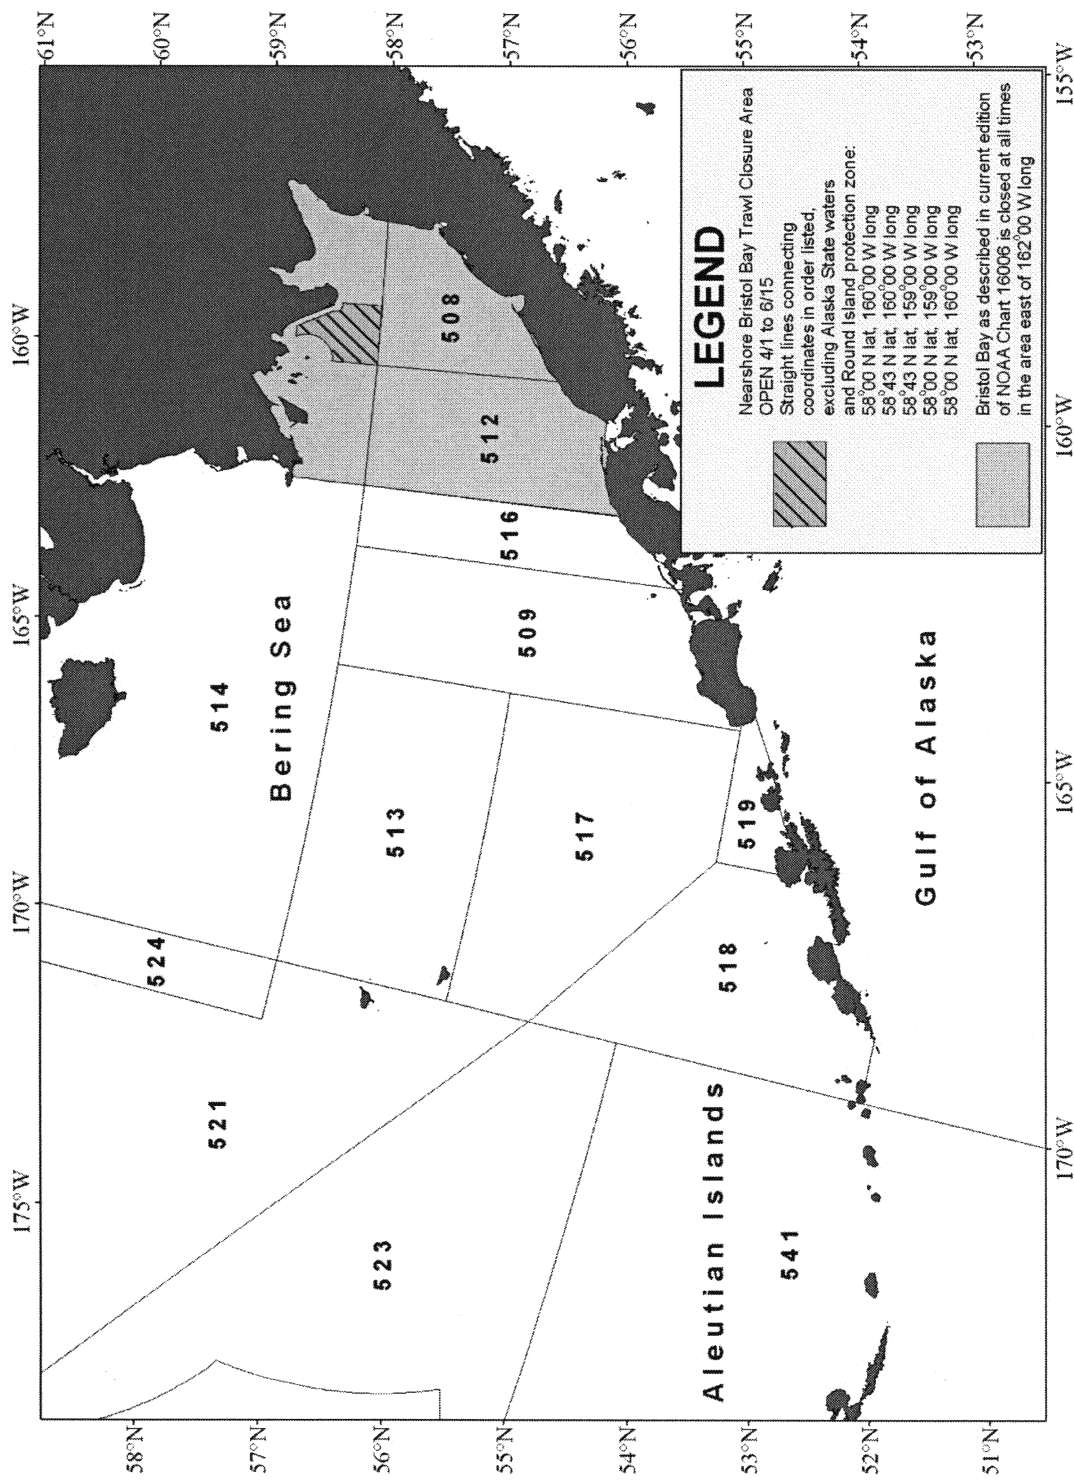 175°W
170°W
165°W
160°W
61°N
60°N
59°N
58°N
57°N
56°N
55°N
54°N
53°N
58°N
57°N
56°N
55°N
54°N
53°N
52°N
51°N
170°W
165°W
160°W
155°W
Bering Sea
Aleutian Islands
Gulf of Alaska
524
514
521
513
509
516
512
508
517
523
518
519
541
LEGEND
Nearshore Bristol Bay Trawl Closure Area
OPEN 4/1 to 6/15
Straight lines connecting
coordinates in order listed,
excluding Alaska State waters
and Round Island protection zone:
58°00 N lat, 160°00 W long
58°43 N lat, 160°00 W long
58°43 N lat, 159°00 W long
58°00 N lat, 159°00 W long
58°00 N lat, 160°00 W long
Bristol Bay as described in current edition
of NOAA Chart 16006 is closed at all times
in the area east of 162°00 W long